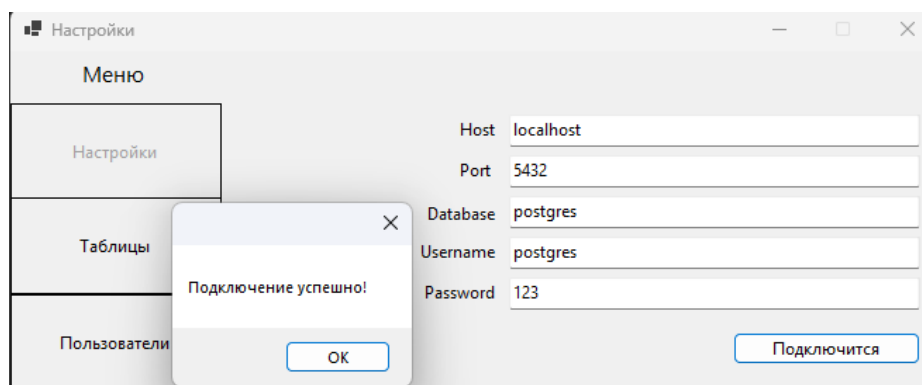 Настройки
Меню
Настройки
Таблицы
Пользователи
Host localhost
Port 5432
Database postgres
Username postgres
Password 123
Подключится
Подключение успешно!
OK